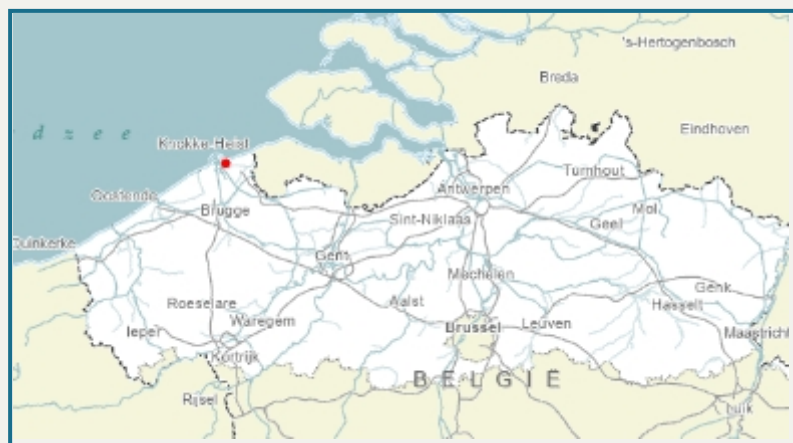 's-Hertogenbosch
Breda
d z e e
Eindhoven
Knokke-Heist
Turnhout
Oostende
Antwerpen
Mol
Brugge
Sint-Niklaas
Geel
Duinkerke
Gent
Mechelen
Genk
Roeselare
Aalst
Hasselt
Ieper
Waregem
Brussel
Leuven
Maastricht
Kortrijk
BELGIË
Rijsel
Luik